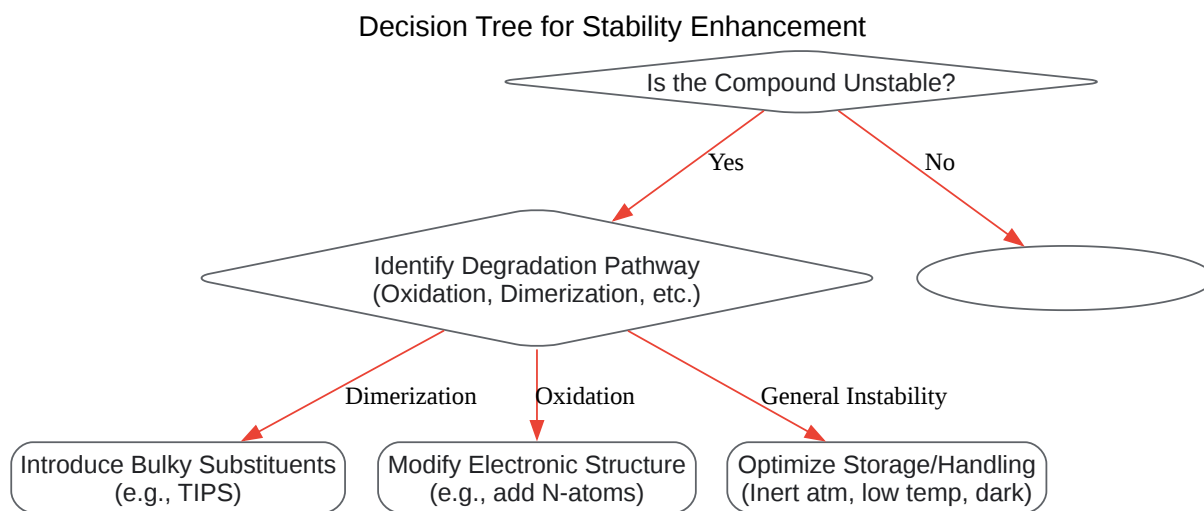 Decision Tree for Stability Enhancement
Is the Compound Unstable?
Yes
No
Identify Degradation Pathway
(Oxidation, Dimerization, etc.)
Dimerization
Oxidation
General Instability
Introduce Bulky Substituents
(e.g., TIPS)
Modify Electronic Structure
(e.g., add N-atoms)
Optimize Storage/Handling
(Inert atm, low temp, dark)